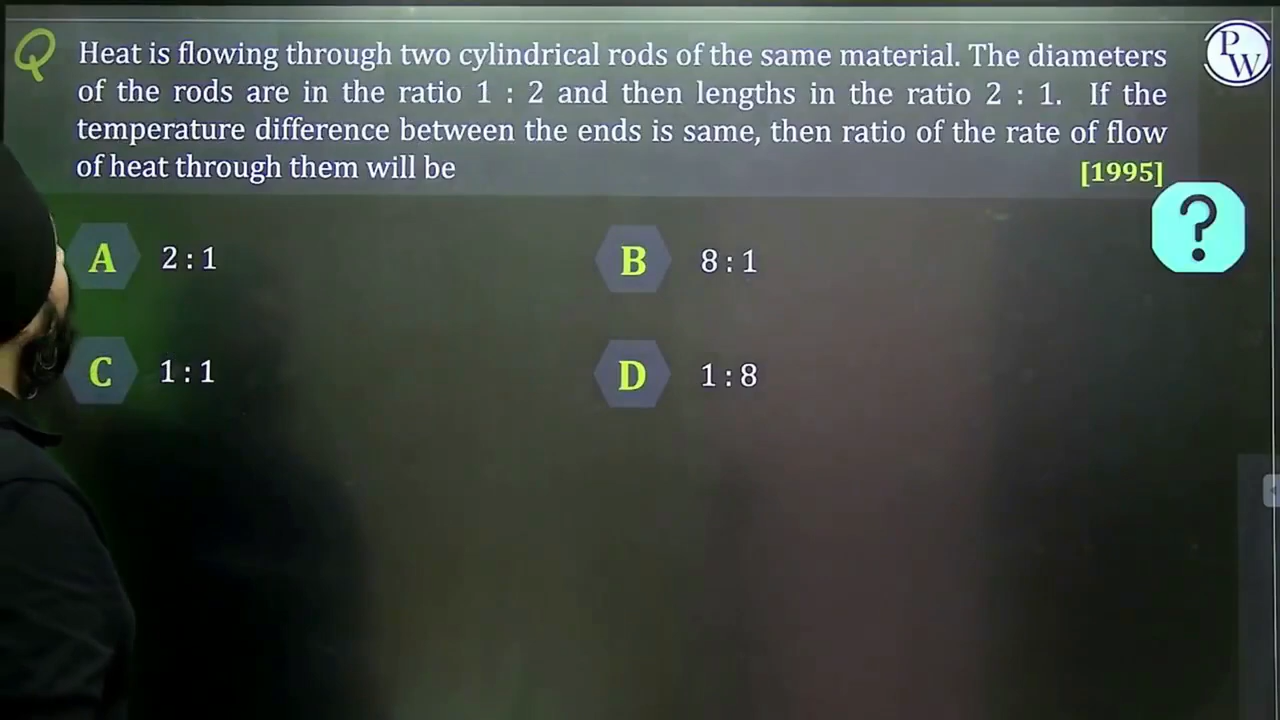 Q
PW
Heat is flowing through two cylindrical rods of the same material. The diameters
of the rods are in the ratio 1 : 2 and then lengths in the ratio 2 : 1. If the
temperature difference between the ends is same, then ratio of the rate of flow
of heat through them will be [1995]
?
A 2 : 1
B 8 : 1
C 1 : 1
D 1 : 8